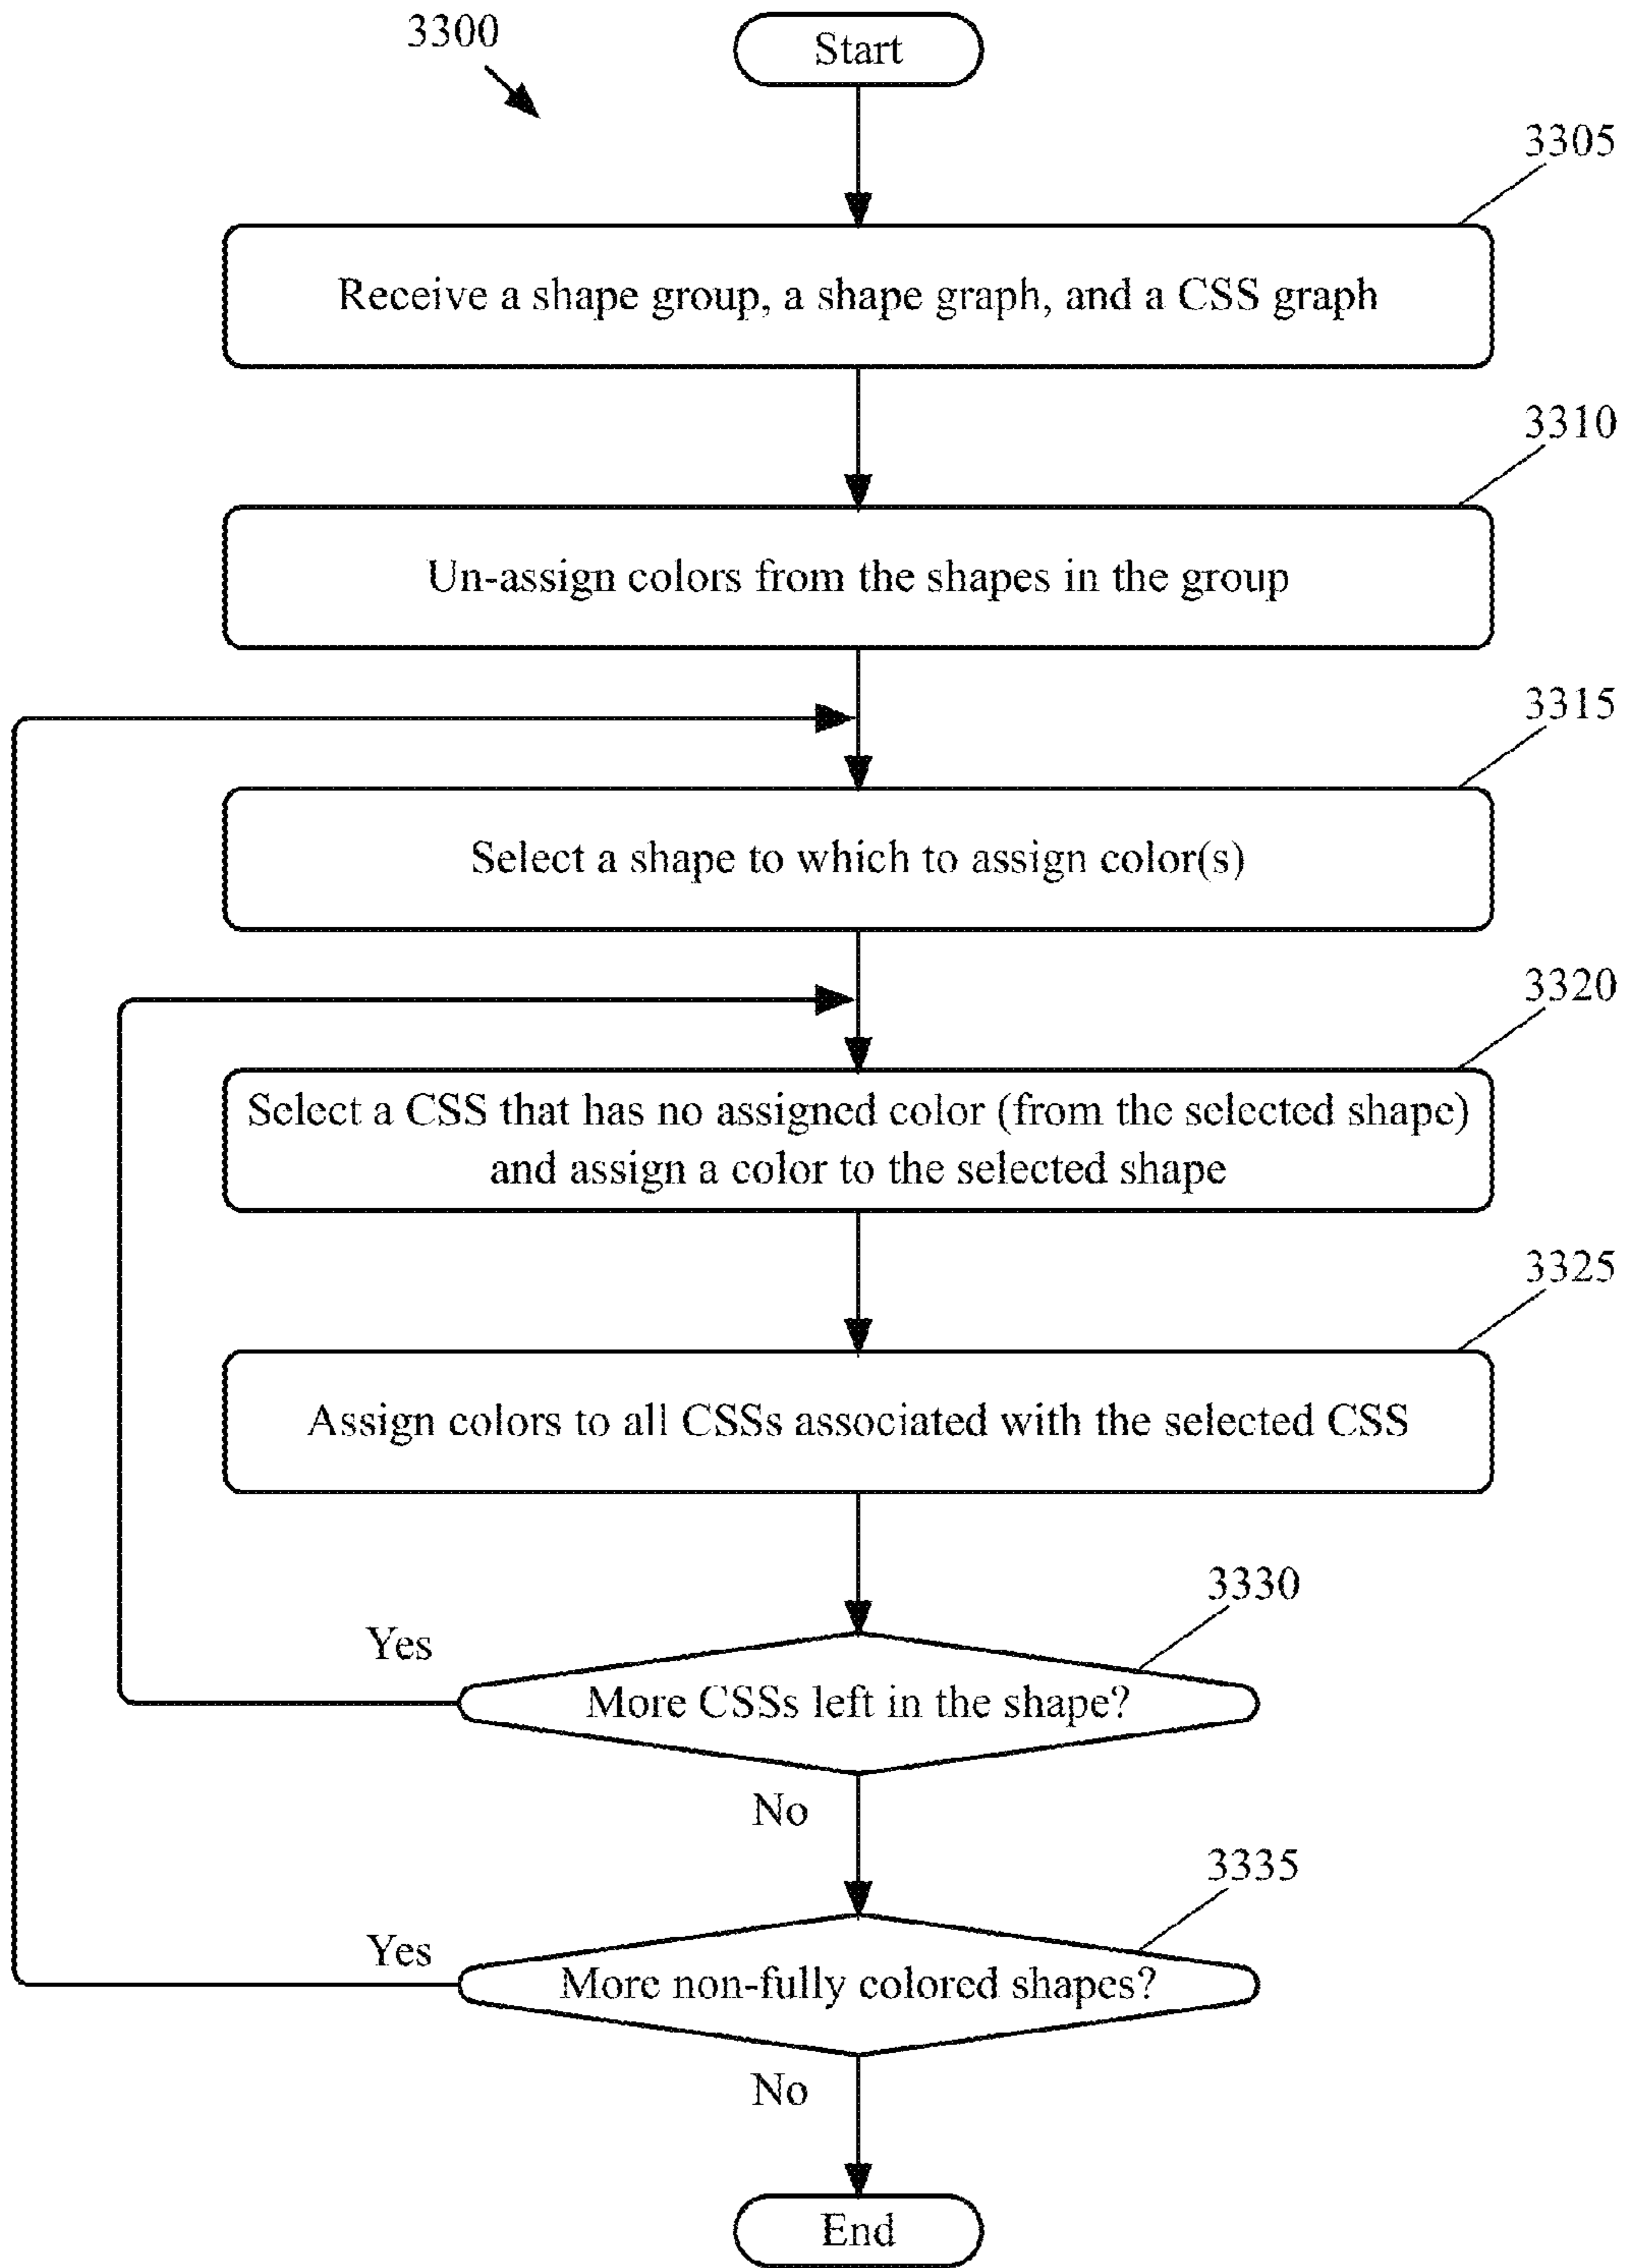 3300
Start
3305
Receive a shape group, a shape graph, and a CSS graph
3310
Un-assign colors from the shapes in the group
3315
Select a shape to which to assign color(s)
3320
Select a CSS that has no assigned color (from the selected shape)
and assign a color to the selected shape
3325
Assign colors to all CSSs associated with the selected CSS
3330
Yes
More CSSs left in the shape?
No
3335
Yes
More non-fully colored shapes?
No
End